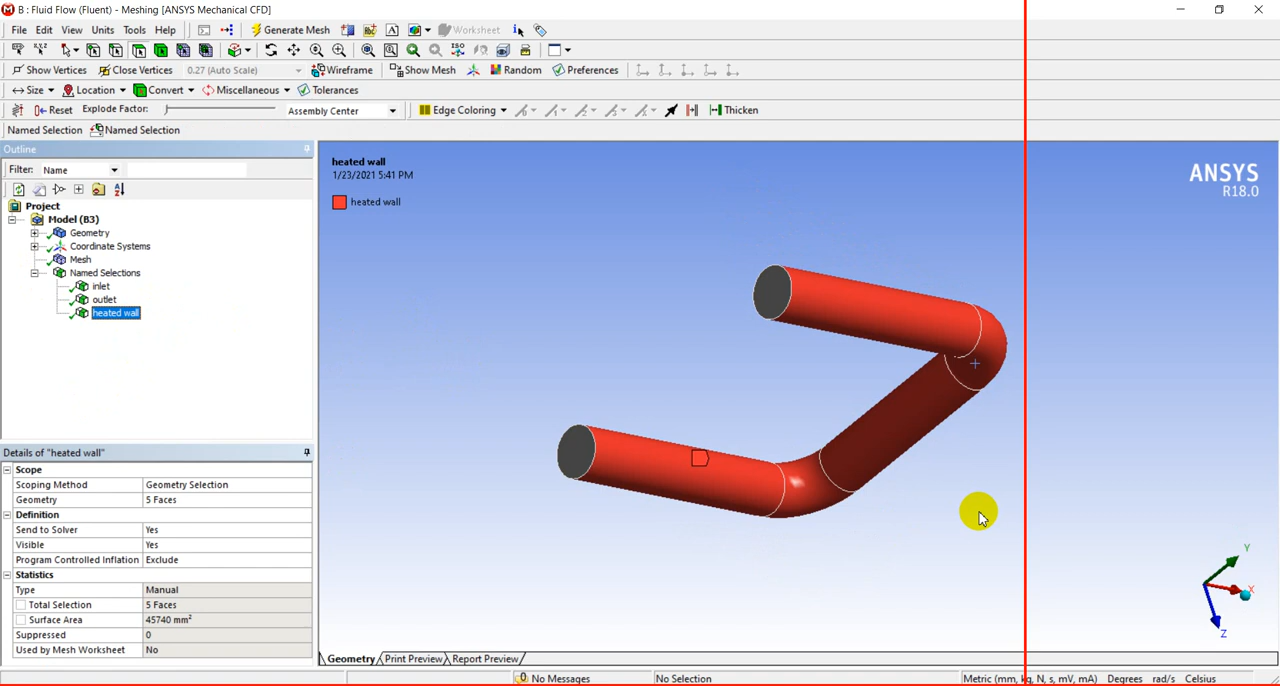 B : Fluid Flow (Fluent) - Meshing [ANSYS Mechanical CFD]
File Edit View Units Tools Help Generate Mesh A Worksheet i
ISO
Show Vertices Close Vertices 0.27 (Auto Scale) Wireframe Show Mesh Random Preferences
Size Location Convert Miscellaneous Tolerances
Reset Explode Factor: Assembly Center Edge Coloring Thicken
Named Selection Named Selection
Outline
Filter: Name
Project
Model (B3)
Geometry
Coordinate Systems
Mesh
Named Selections
inlet
outlet
heated wall
Details of "heated wall"
Scope
Scoping Method Geometry Selection
Geometry 5 Faces
Definition
Send to Solver Yes
Visible Yes
Program Controlled Inflation Exclude
Statistics
Type Manual
Total Selection 5 Faces
Surface Area 45740 mm²
Suppressed 0
Used by Mesh Worksheet No
heated wall
1/23/2021 5:41 PM
heated wall
ANSYS
R18.0
Y
X
Z
Geometry Print Preview Report Preview
0 No Messages No Selection Metric (mm, kg, N, s, mV, mA) Degrees rad/s Celsius